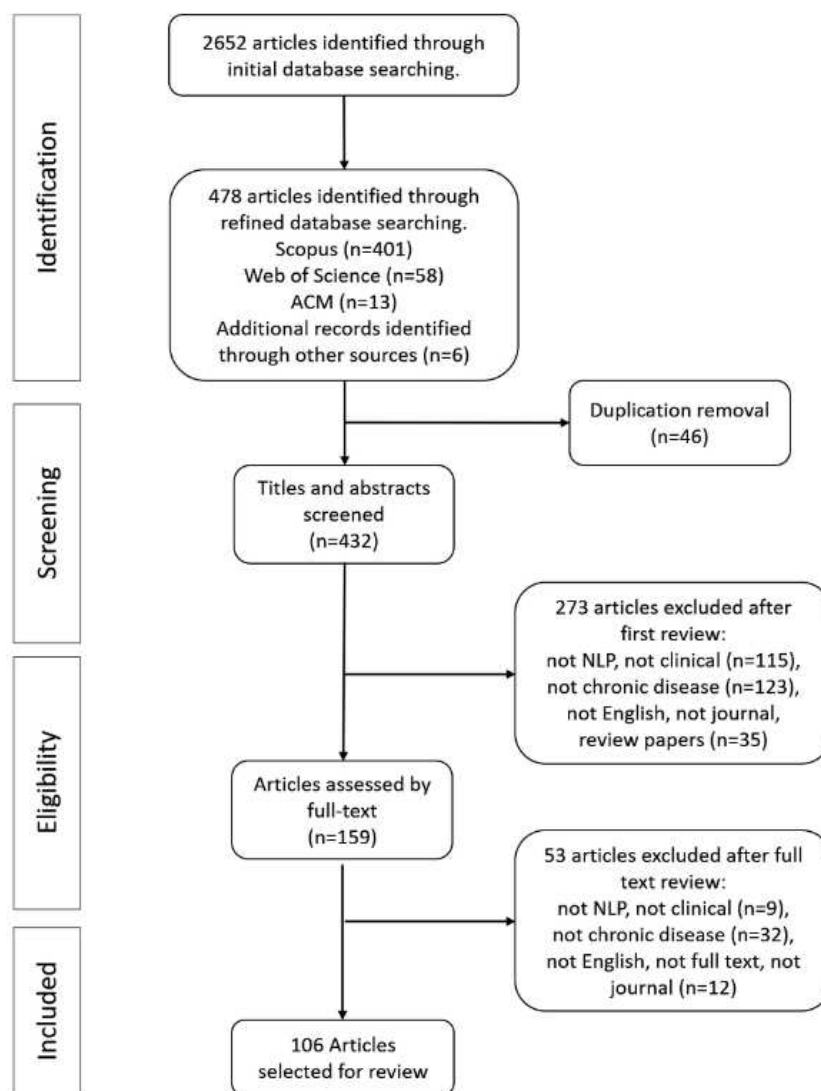 Identification
2652 articles identified through
initial database searching.
478 articles identified through
refined database searching.
Scopus (n=401)
Web of Science (n=58)
ACM (n=13)
Additional records identified
through other sources (n=6)
Screening
Duplication removal
(n=46)
Titles and abstracts
screened
(n=432)
273 articles excluded after
first review:
not NLP, not clinical (n=115),
not chronic disease (n=123),
not English, not journal,
review papers (n=35)
Eligibility
Articles assessed by
full-text
(n=159)
53 articles excluded after full
text review:
not NLP, not clinical (n=9),
not chronic disease (n=32),
not English, not full text, not
journal (n=12)
Included
106 Articles
selected for review